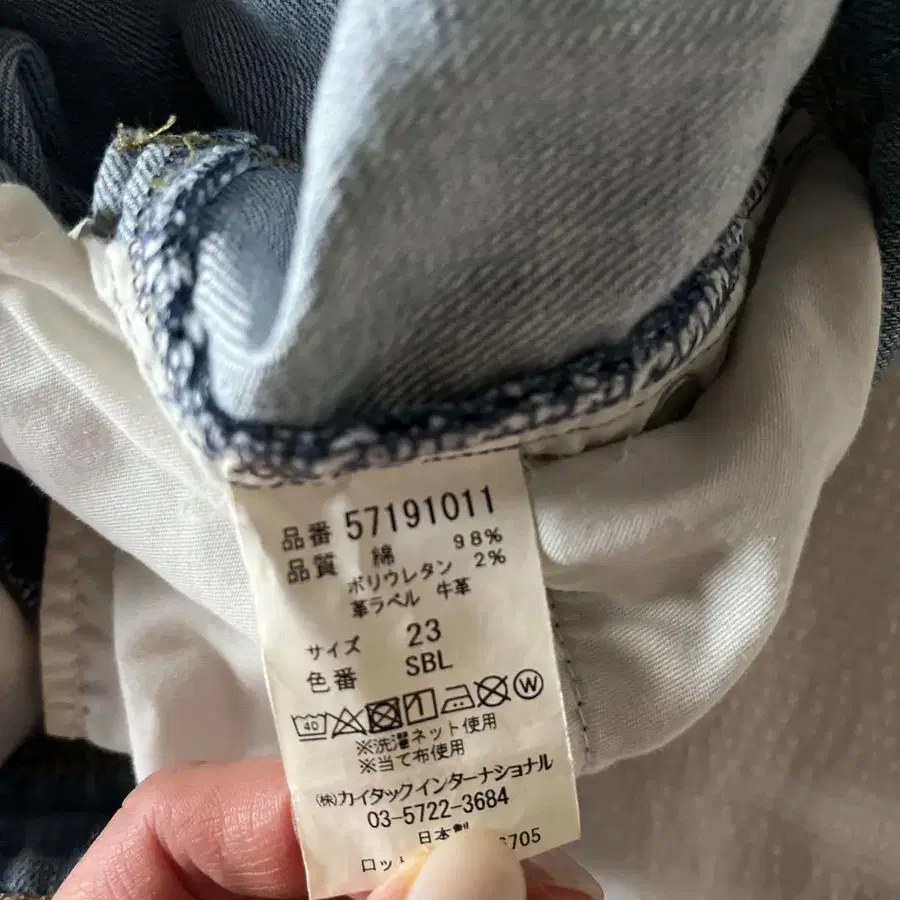 品番 57191011
品質 綿 98%
ポリウレタン 2%
革ラベル 牛革
サイズ 23
色番 SBL
40 W
※洗濯ネット使用
※当て布使用
㈱カイタックインターナショナル
03-5722-3684
日本製
ロット 705